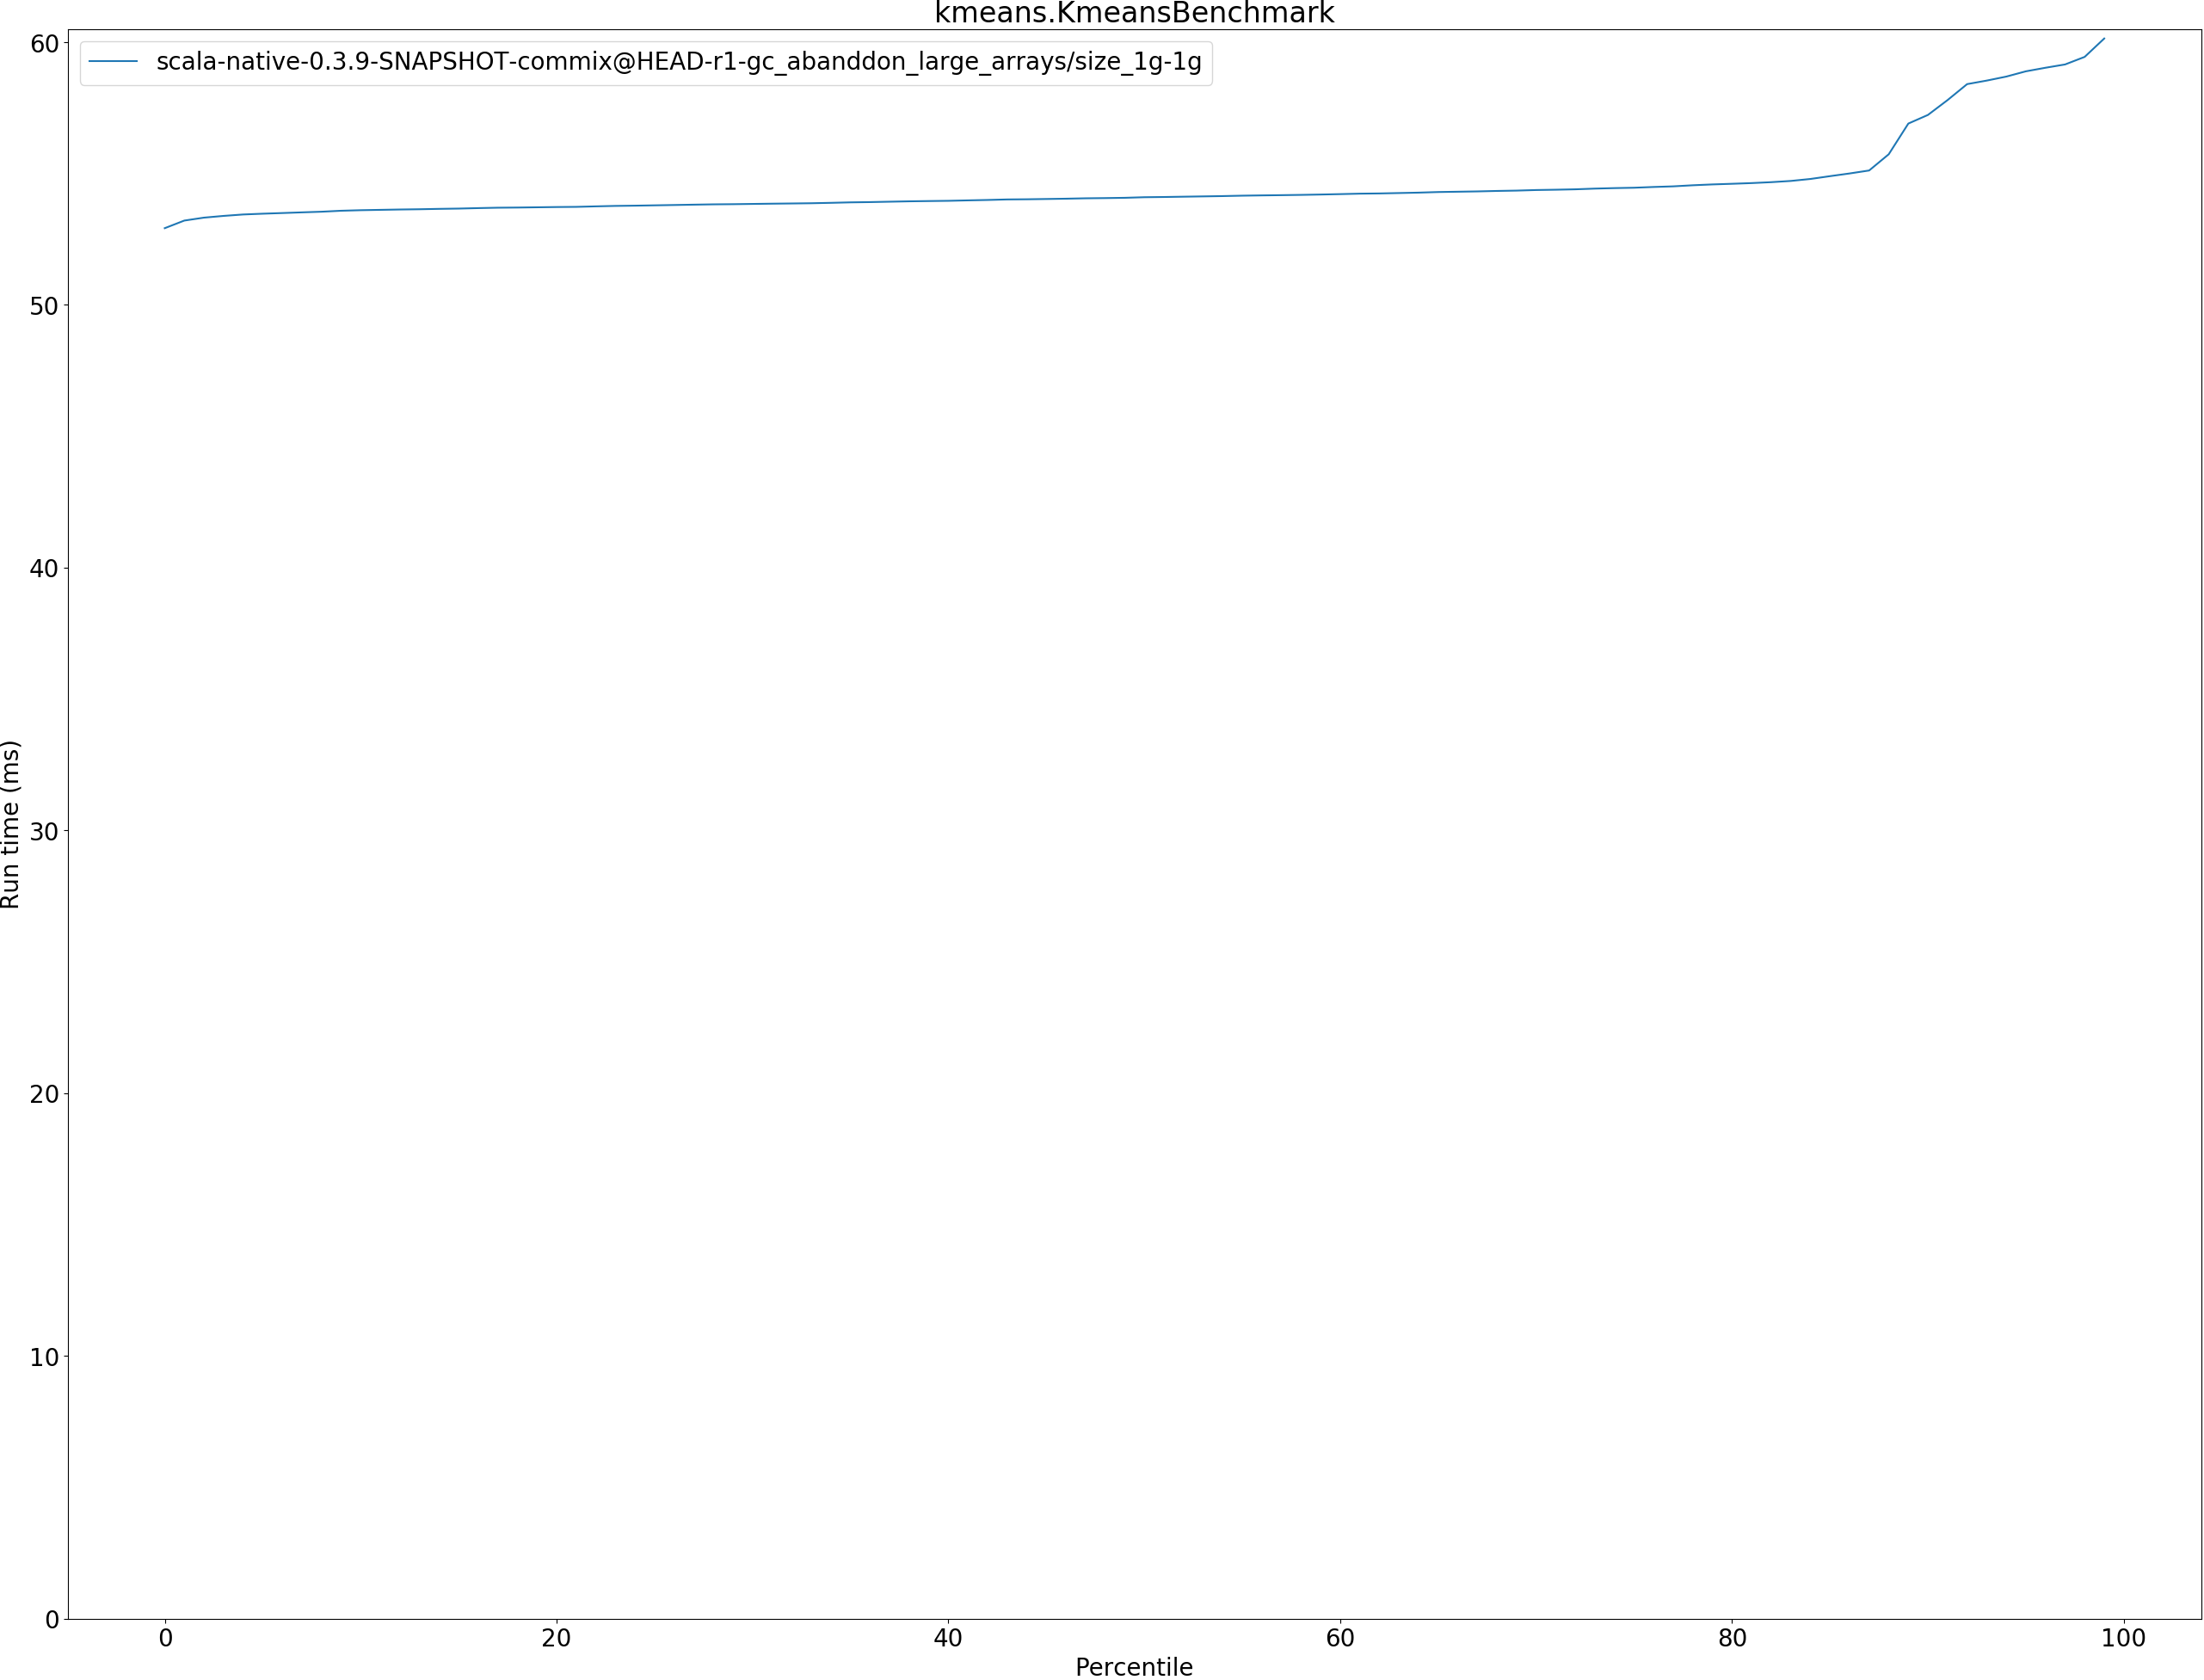 kmeans.KmeansBenchmark
scala-native-0.3.9-SNAPSHOT-commix@HEAD-r1-gc_abanddon_large_arrays/size_1g-1g
60
50
40
30
20
10
0
Run time (ms)
0 20 40 60 80 100
Percentile